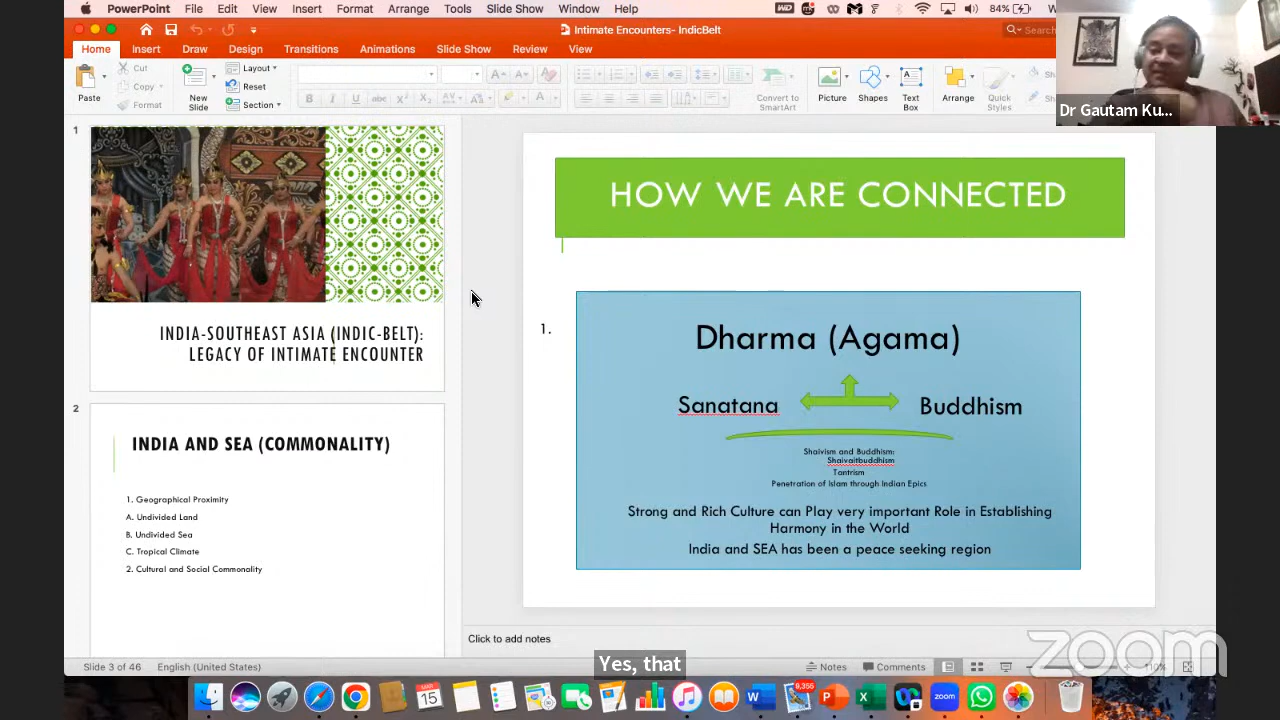 PowerPoint File Edit View Insert Format Arrange Tools Slide Show Window Help
84%
Intimate Encounters- IndicBelt
Search
Home Insert Draw Design Transitions Animations Slide Show Review View
Paste
Cut
Copy
Format
New
Slide
Layout
Reset
Section
Convert to
SmartArt
Picture
Shapes
Text
Box
Arrange
Quick
Styles
Dr Gautam Ku...
1
INDIA-SOUTHEAST ASIA (INDIC-BELT):
LEGACY OF INTIMATE ENCOUNTER
2
INDIA AND SEA (COMMONALITY)
1. Geographical Proximity
A. Undivided Land
B. Undivided Sea
C. Tropical Climate
2. Cultural and Social Commonality
HOW WE ARE CONNECTED
1.
Dharma (Agama)
Sanatana
Buddhism
Shaivism and Buddhism:
Shaivaitbuddhism
Tantrism
Penetration of Islam through Indian Epics
Strong and Rich Culture can Play very important Role in Establishing
Harmony in the World
India and SEA has been a peace seeking region
Click to add notes
zoom
Slide 3 of 46 English (United States)
Notes Comments
110%
Yes, that
15
9,356
zoom